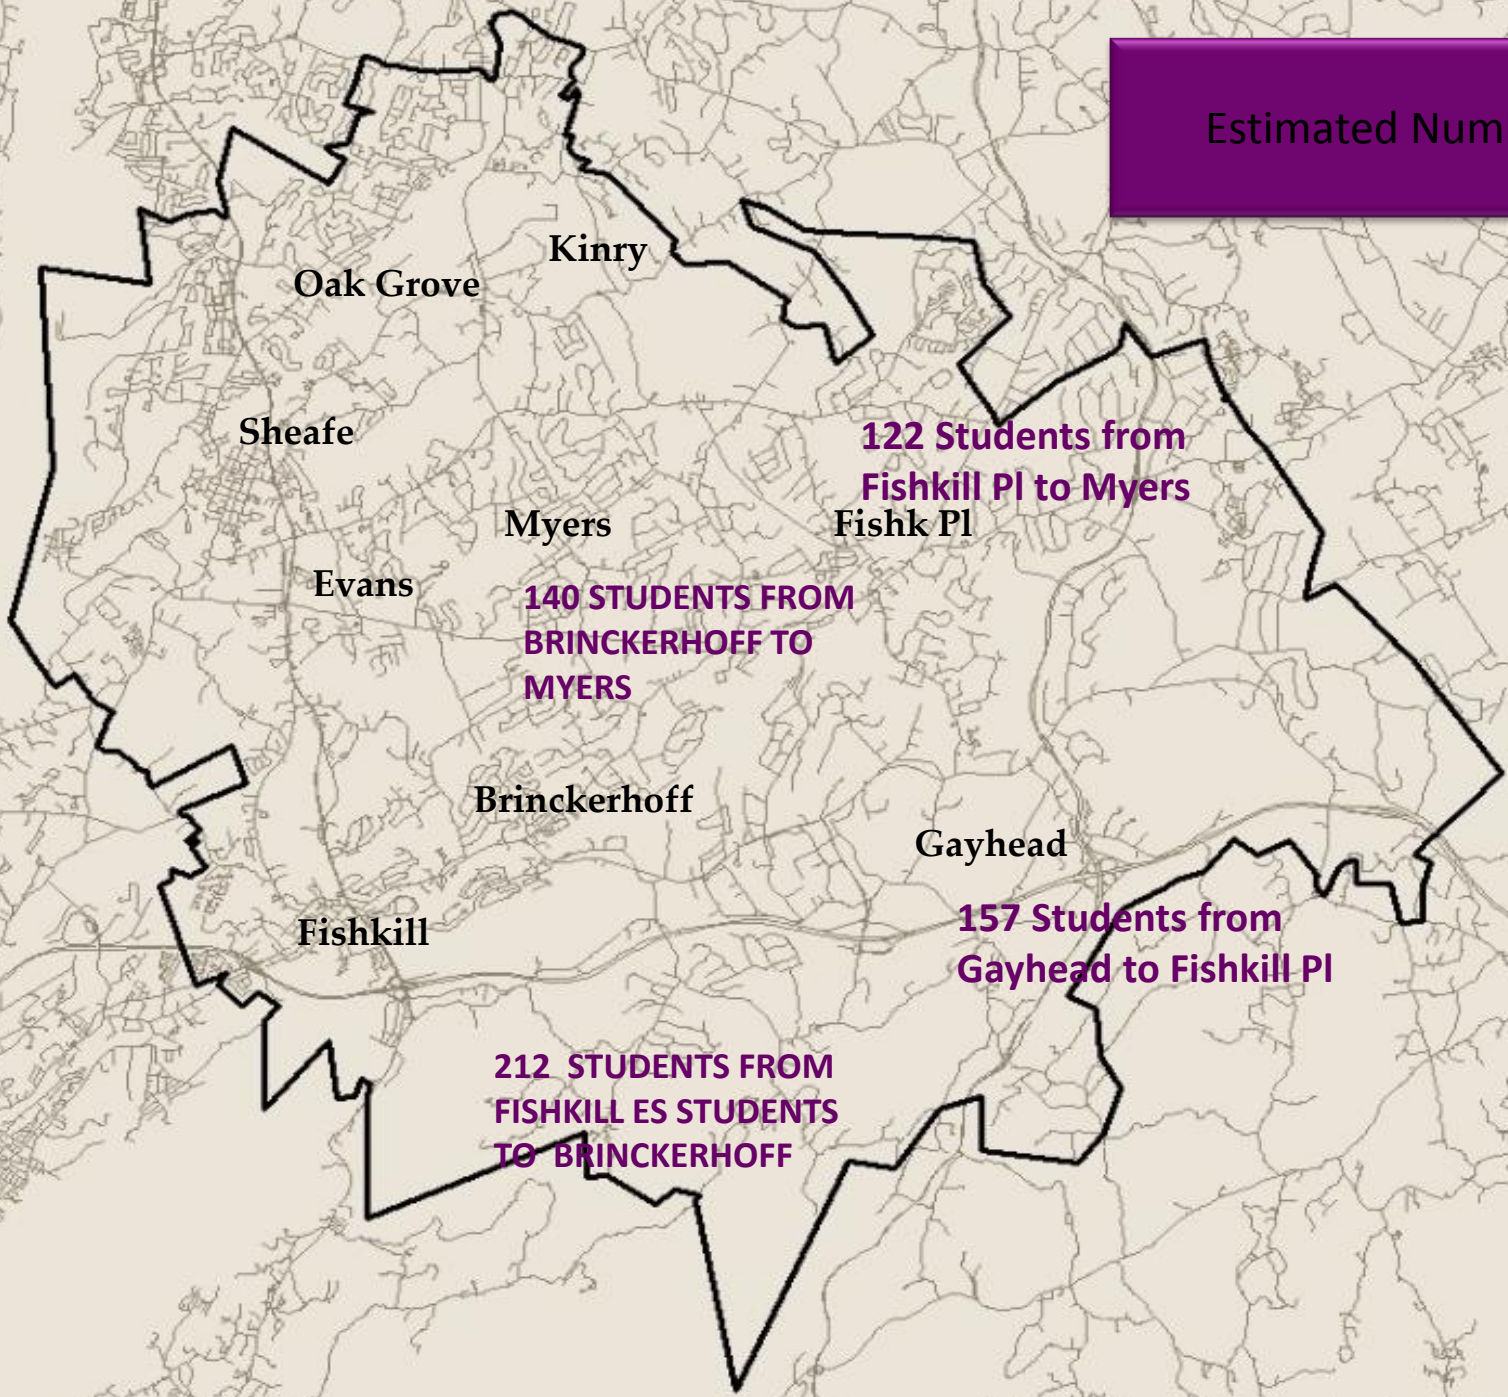 Estimated Num
Kinry
Oak Grove
Sheafe
122 Students from
Fishkill Pl to Myers
Myers
Fishk Pl
Evans
140 STUDENTS FROM
BRINCKERHOFF TO
MYERS
Brinckerhoff
Gayhead
Fishkill
157 Students from
Gayhead to Fishkill Pl
212 STUDENTS FROM
FISHKILL ES STUDENTS
TO BRINCKERHOFF